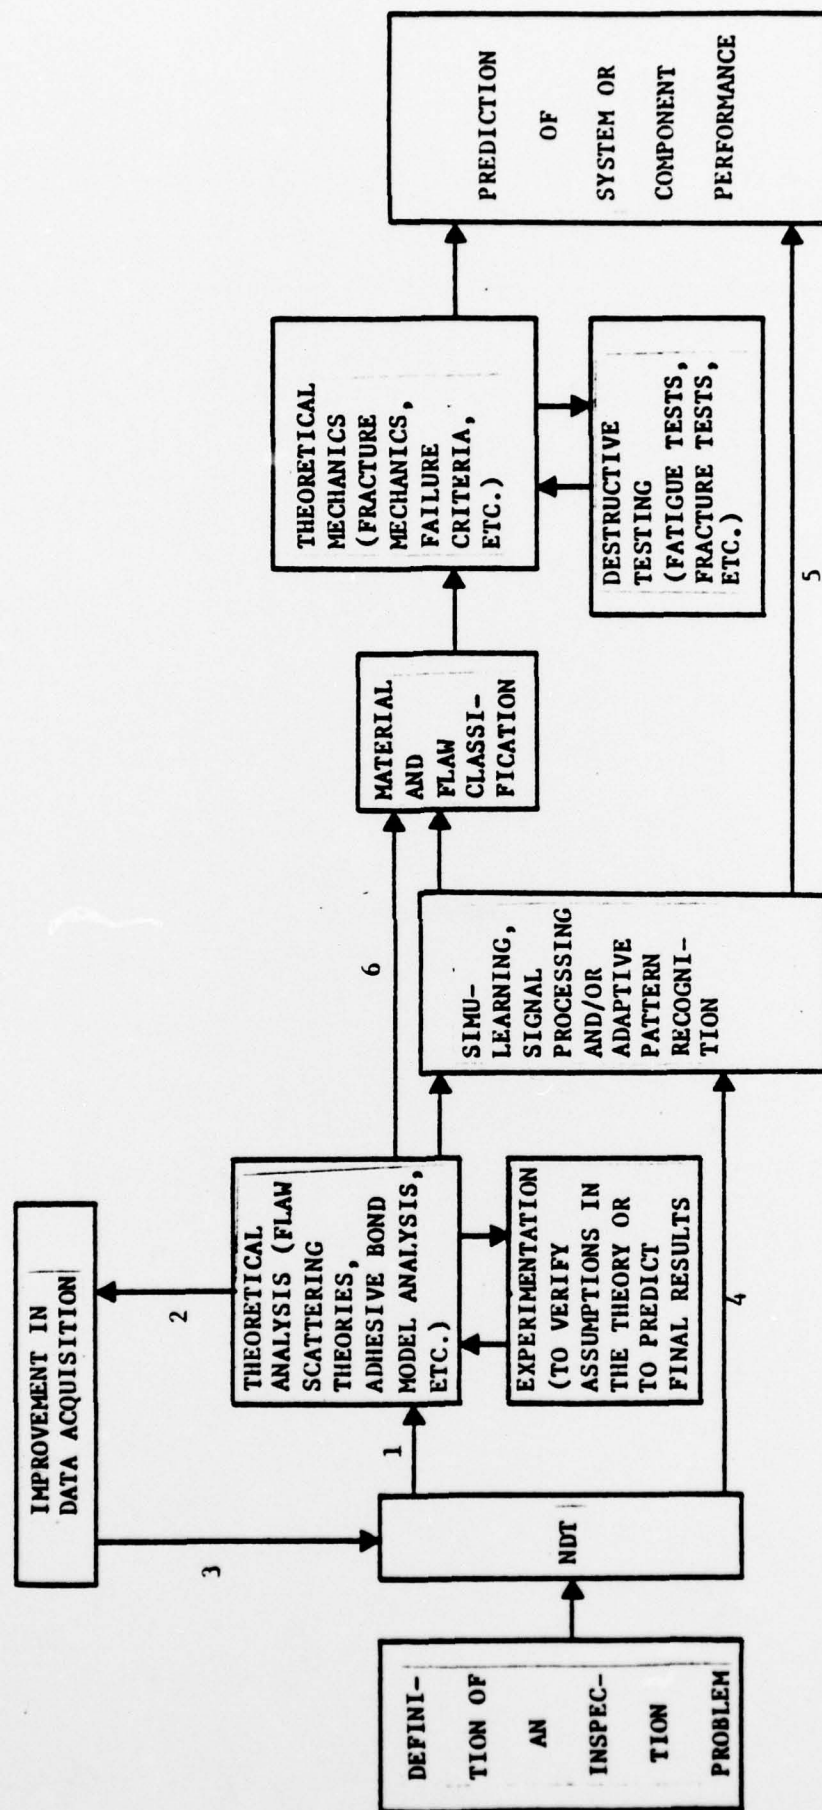 IMPROVEMENT IN
DATA ACQUISITION
2
3
DEFINI-
TION OF
AN
INSPEC-
TION
PROBLEM
NDT
1
4
THEORETICAL
ANALYSIS (FLAW
SCATTERING
THEORIES,
ADHESIVE BOND
MODEL ANALYSIS,
ETC.)
EXPERIMENTATION
(TO VERIFY
ASSUMPTIONS IN
THE THEORY OR
TO PREDICT
FINAL RESULTS
6
SIMU-
LEARNING,
SIGNAL
PROCESSING
AND/OR
ADAPTIVE
PATTERN
RECOGNI-
TION
MATERIAL
AND
FLAW
CLASSI-
FICATION
THEORETICAL
MECHANICS
(FRACTURE
MECHANICS,
FAILURE
CRITERIA,
ETC.)
DESTRUCTIVE
TESTING
(FATIGUE TESTS,
FRACTURE TESTS,
ETC.)
5
PREDICTION
OF
SYSTEM OR
COMPONENT
PERFORMANCE